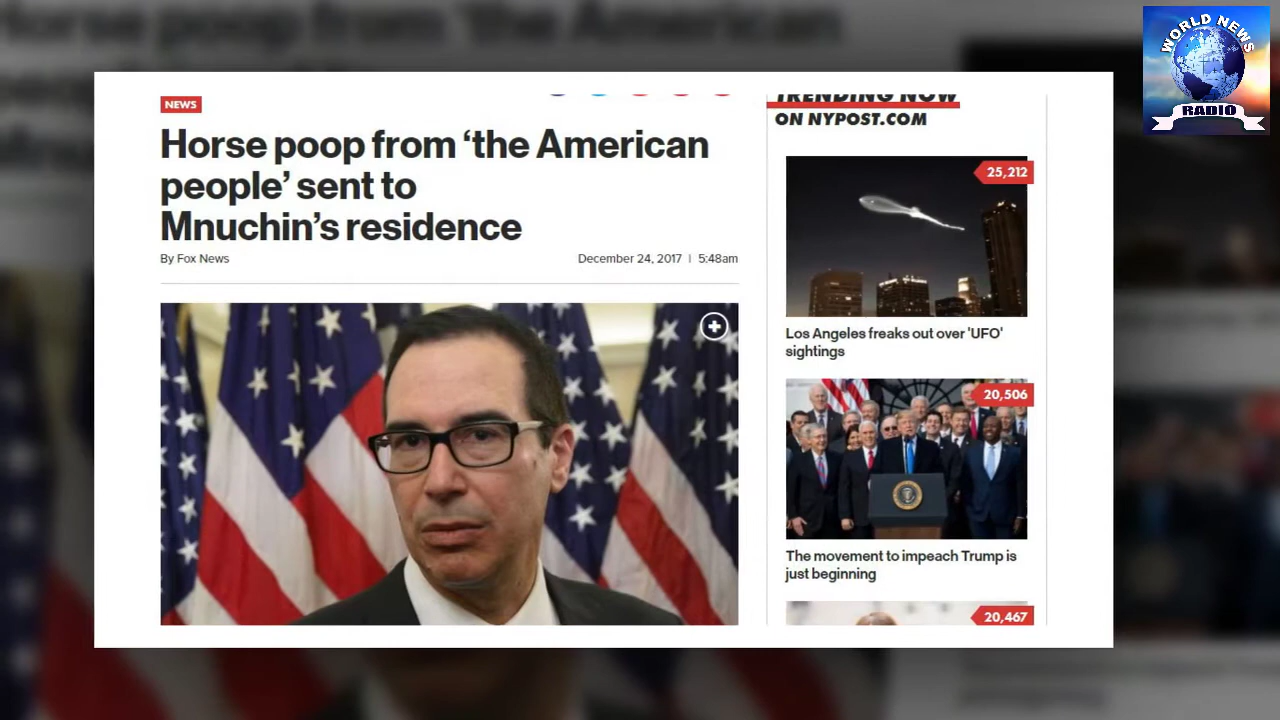 NEWS
Horse poop from ‘the American
people’ sent to
Mnuchin’s residence
By Fox News
December 24, 2017 | 5:48am
TRENDING NOW
ON NYPOST.COM
25,212
Los Angeles freaks out over 'UFO'
sightings
20,506
The movement to impeach Trump is
just beginning
20,467
WORLD NEWS
RADIO